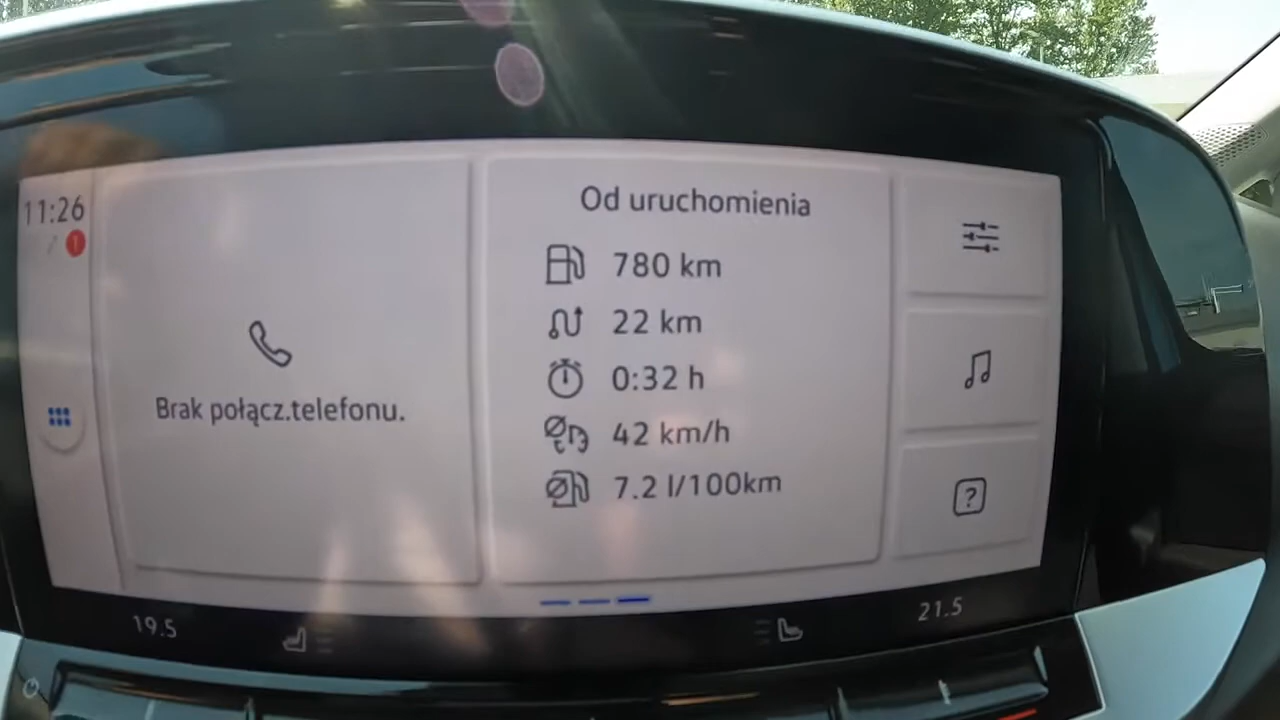 11:26
1
Brak połącz.telefonu.
Od uruchomienia
780 km
22 km
0:32 h
42 km/h
7.2 l/100km
?
19.5
21.5